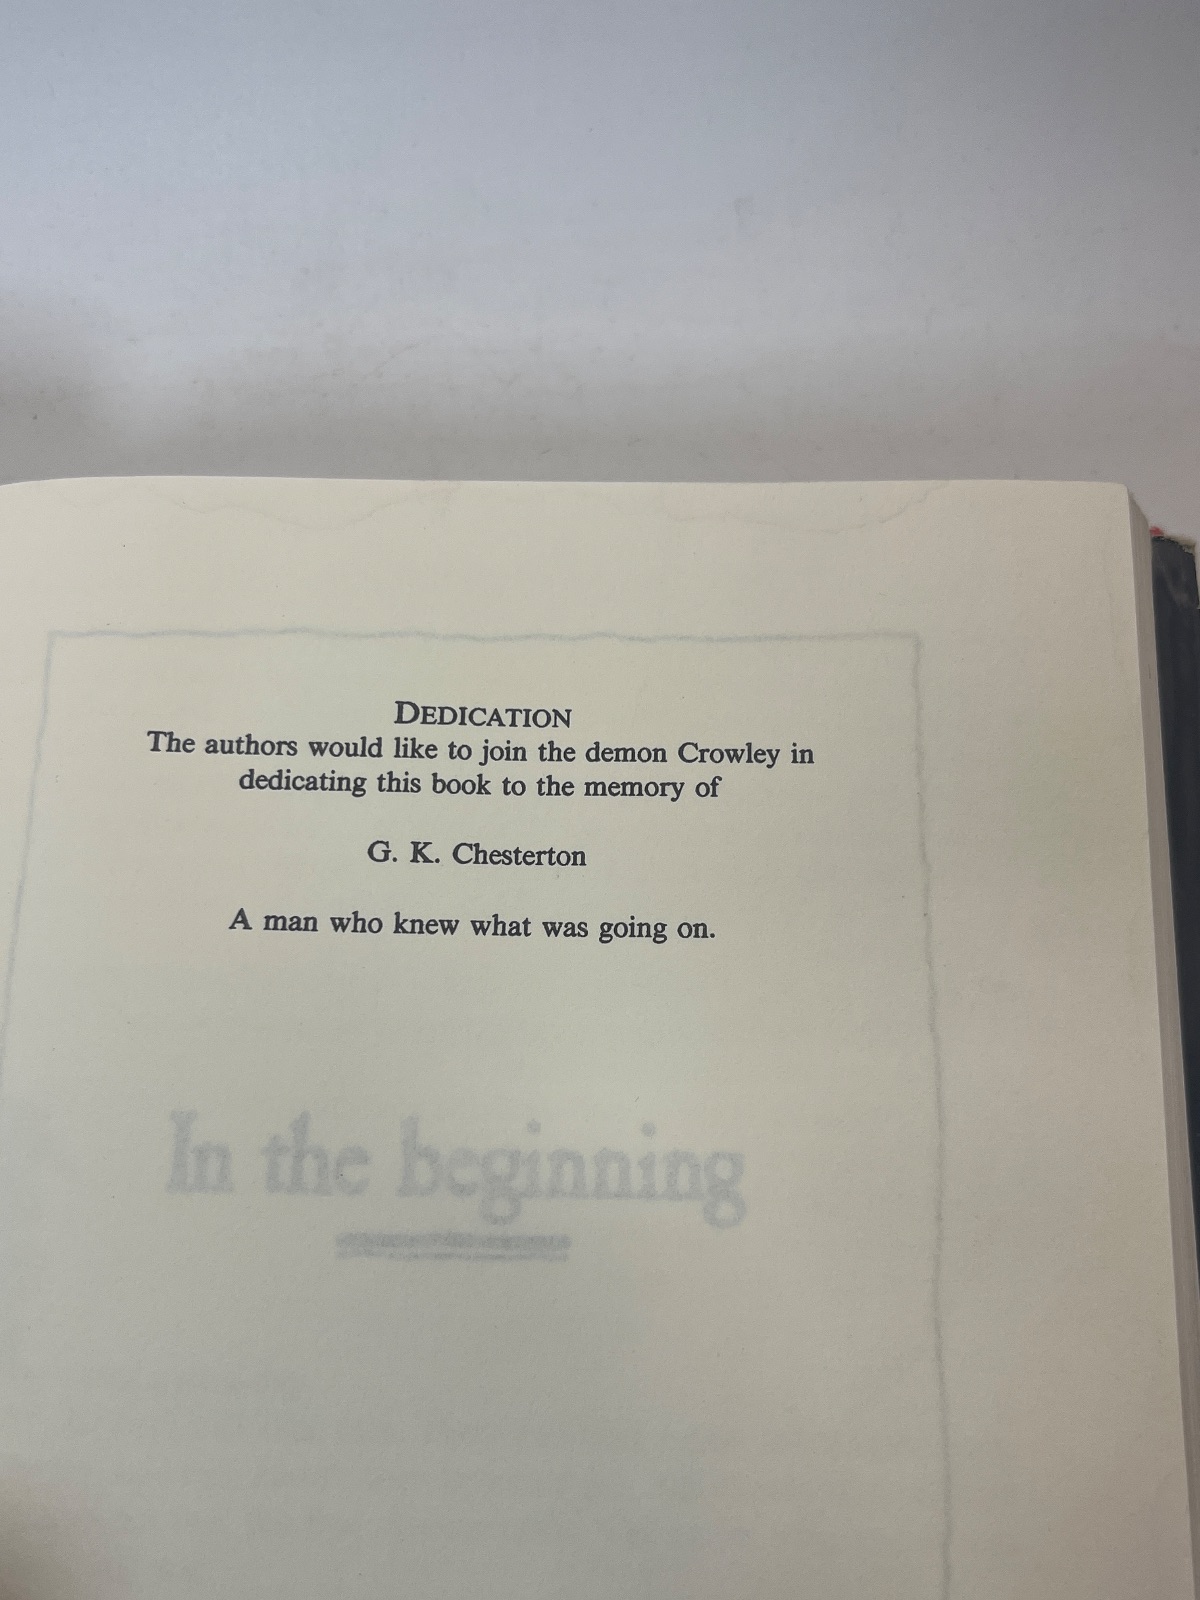 DEDICATION
The authors would like to join the demon Crowley in
dedicating this book to the memory of
G. K. Chesterton
A man who knew what was going on.
In the beginning